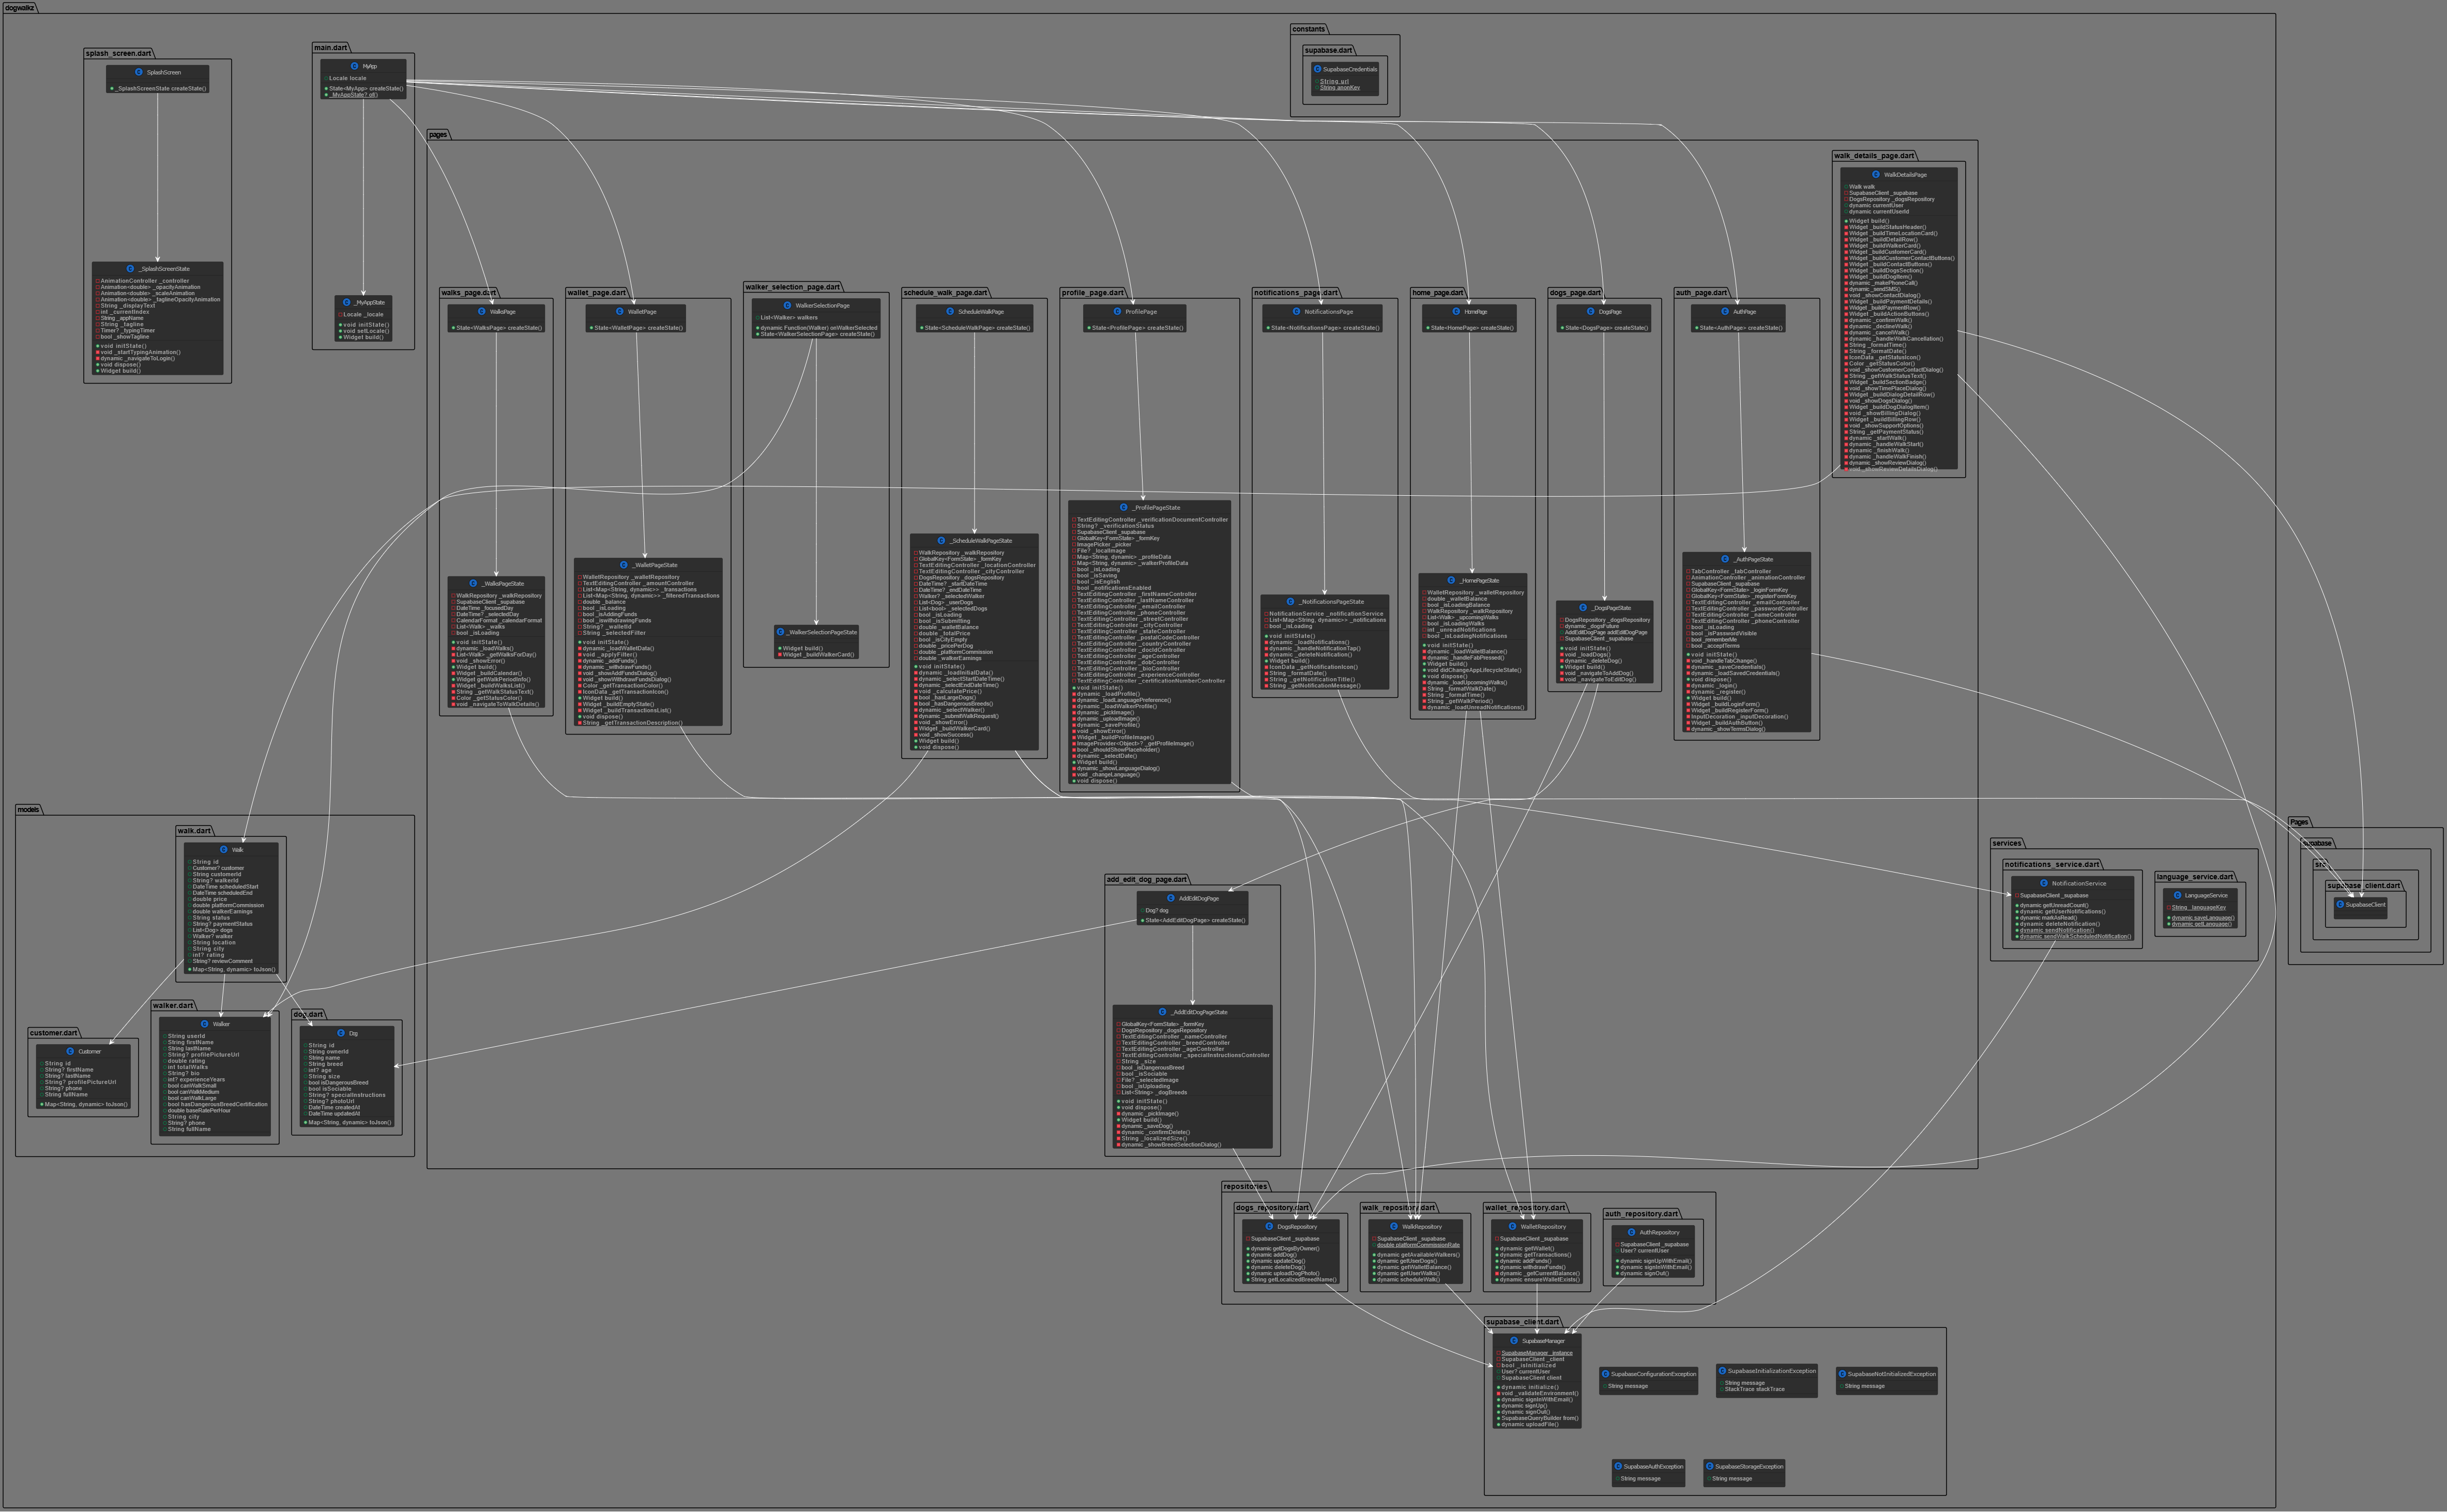 dogwalkz
splash_screen.dart
SplashScreen
_SplashScreenState createState()
_SplashScreenState
AnimationController _controller
Animation<double> _opacityAnimation
Animation<double> _scaleAnimation
Animation<double> _taglineOpacityAnimation
String _displayText
int _currentIndex
String _appName
String _tagline
Timer? _typingTimer
bool _showTagline
void initState()
void _startTypingAnimation()
dynamic _navigateToLogin()
void dispose()
Widget build()
main.dart
MyApp
Locale locale
State<MyApp> createState()
_MyAppState? of()
_MyAppState
Locale _locale
void initState()
void setLocale()
Widget build()
constants
supabase.dart
SupabaseCredentials
String url
String anonKey
pages
walks_page.dart
WalksPage
State<WalksPage> createState()
_WalksPageState
WalkRepository _walkRepository
SupabaseClient _supabase
DateTime _focusedDay
DateTime? _selectedDay
CalendarFormat _calendarFormat
List<Walk> _walks
bool _isLoading
void initState()
dynamic _loadWalks()
List<Walk> _getWalksForDay()
void _showError()
Widget build()
Widget _buildCalendar()
Widget getWalkPeriodInfo()
Widget _buildWalksList()
String _getWalkStatusText()
Color _getStatusColor()
void _navigateToWalkDetails()
wallet_page.dart
WalletPage
State<WalletPage> createState()
_WalletPageState
WalletRepository _walletRepository
TextEditingController _amountController
List<Map<String, dynamic>> _transactions
List<Map<String, dynamic>> _filteredTransactions
double _balance
bool _isLoading
bool _isAddingFunds
bool _isWithdrawingFunds
String? _walletId
String _selectedFilter
void initState()
dynamic _loadWalletData()
void _applyFilter()
dynamic _addFunds()
dynamic _withdrawFunds()
void _showAddFundsDialog()
void _showWithdrawFundsDialog()
Color _getTransactionColor()
IconData _getTransactionIcon()
Widget build()
Widget _buildEmptyState()
Widget _buildTransactionsList()
void dispose()
String _getTransactionDescription()
walker_selection_page.dart
WalkerSelectionPage
List<Walker> walkers
dynamic Function(Walker) onWalkerSelected
State<WalkerSelectionPage> createState()
_WalkerSelectionPageState
Widget build()
Widget _buildWalkerCard()
schedule_walk_page.dart
ScheduleWalkPage
State<ScheduleWalkPage> createState()
_ScheduleWalkPageState
WalkRepository _walkRepository
GlobalKey<FormState> _formKey
TextEditingController _locationController
TextEditingController _cityController
DogsRepository _dogsRepository
DateTime? _startDateTime
DateTime? _endDateTime
Walker? _selectedWalker
List<Dog> _userDogs
List<bool> _selectedDogs
bool _isLoading
bool _isSubmitting
double _walletBalance
double _totalPrice
bool _isCityEmpty
double _pricePerDog
double _platformCommission
double _walkerEarnings
void initState()
dynamic _loadInitialData()
dynamic _selectStartDateTime()
dynamic _selectEndDateTime()
void _calculatePrice()
bool _hasLargeDogs()
bool _hasDangerousBreeds()
dynamic _selectWalker()
dynamic _submitWalkRequest()
void _showError()
Widget _buildWalkerCard()
void _showSuccess()
Widget build()
void dispose()
profile_page.dart
ProfilePage
State<ProfilePage> createState()
_ProfilePageState
TextEditingController _verificationDocumentController
String? _verificationStatus
SupabaseClient _supabase
GlobalKey<FormState> _formKey
ImagePicker _picker
File? _localImage
Map<String, dynamic> _profileData
Map<String, dynamic> _walkerProfileData
bool _isLoading
bool _isSaving
bool _isEnglish
bool _notificationsEnabled
TextEditingController _firstNameController
TextEditingController _lastNameController
TextEditingController _emailController
TextEditingController _phoneController
TextEditingController _streetController
TextEditingController _cityController
TextEditingController _stateController
TextEditingController _postalCodeController
TextEditingController _countryController
TextEditingController _docIdController
TextEditingController _ageController
TextEditingController _dobController
TextEditingController _bioController
TextEditingController _experienceController
TextEditingController _certificationNumberController
void initState()
dynamic _loadProfile()
dynamic _loadLanguagePreference()
dynamic _loadWalkerProfile()
dynamic _pickImage()
dynamic _uploadImage()
dynamic _saveProfile()
void _showError()
Widget _buildProfileImage()
ImageProvider<Object>? _getProfileImage()
bool _shouldShowPlaceholder()
dynamic _selectDate()
Widget build()
dynamic _showLanguageDialog()
void _changeLanguage()
void dispose()
notifications_page.dart
NotificationsPage
State<NotificationsPage> createState()
_NotificationsPageState
NotificationService _notificationService
List<Map<String, dynamic>> _notifications
bool _isLoading
void initState()
dynamic _loadNotifications()
dynamic _handleNotificationTap()
dynamic _deleteNotification()
Widget build()
IconData _getNotificationIcon()
String _formatDate()
String _getNotificationTitle()
String _getNotificationMessage()
home_page.dart
HomePage
State<HomePage> createState()
_HomePageState
WalletRepository _walletRepository
double _walletBalance
bool _isLoadingBalance
WalkRepository _walkRepository
List<Walk> _upcomingWalks
bool _isLoadingWalks
int _unreadNotifications
bool _isLoadingNotifications
void initState()
dynamic _loadWalletBalance()
dynamic _handleFabPressed()
Widget build()
void didChangeAppLifecycleState()
void dispose()
dynamic _loadUpcomingWalks()
String _formatWalkDate()
String _formatTime()
String _getWalkPeriod()
dynamic _loadUnreadNotifications()
dogs_page.dart
DogsPage
State<DogsPage> createState()
_DogsPageState
DogsRepository _dogsRepository
dynamic _dogsFuture
AddEditDogPage addEditDogPage
SupabaseClient _supabase
void initState()
void _loadDogs()
dynamic _deleteDog()
Widget build()
void _navigateToAddDog()
void _navigateToEditDog()
auth_page.dart
AuthPage
State<AuthPage> createState()
_AuthPageState
TabController _tabController
AnimationController _animationController
SupabaseClient _supabase
GlobalKey<FormState> _loginFormKey
GlobalKey<FormState> _registerFormKey
TextEditingController _emailController
TextEditingController _passwordController
TextEditingController _nameController
TextEditingController _phoneController
bool _isLoading
bool _isPasswordVisible
bool _rememberMe
bool _acceptTerms
void initState()
void _handleTabChange()
dynamic _saveCredentials()
dynamic _loadSavedCredentials()
void dispose()
dynamic _login()
dynamic _register()
Widget build()
Widget _buildLoginForm()
Widget _buildRegisterForm()
InputDecoration _inputDecoration()
Widget _buildAuthButton()
dynamic _showTermsDialog()
walk_details_page.dart
WalkDetailsPage
Walk walk
SupabaseClient _supabase
DogsRepository _dogsRepository
dynamic currentUser
dynamic currentUserId
Widget build()
Widget _buildStatusHeader()
Widget _buildTimeLocationCard()
Widget _buildDetailRow()
Widget _buildWalkerCard()
Widget _buildCustomerCard()
Widget _buildCustomerContactButtons()
Widget _buildContactButtons()
Widget _buildDogsSection()
Widget _buildDogItem()
dynamic _makePhoneCall()
dynamic _sendSMS()
void _showContactDialog()
Widget _buildPaymentDetails()
Widget _buildPaymentRow()
Widget _buildActionButtons()
dynamic _confirmWalk()
dynamic _declineWalk()
dynamic _cancelWalk()
dynamic _handleWalkCancellation()
String _formatTime()
String _formatDate()
IconData _getStatusIcon()
Color _getStatusColor()
void _showCustomerContactDialog()
String _getWalkStatusText()
Widget _buildSectionBadge()
void _showTimePlaceDialog()
Widget _buildDialogDetailRow()
void _showDogsDialog()
Widget _buildDogDialogItem()
void _showBillingDialog()
Widget _buildBillingRow()
void _showSupportOptions()
String _getPaymentStatus()
dynamic _startWalk()
dynamic _handleWalkStart()
dynamic _finishWalk()
dynamic _handleWalkFinish()
dynamic _showReviewDialog()
void _showReviewDetailsDialog()
add_edit_dog_page.dart
AddEditDogPage
Dog? dog
State<AddEditDogPage> createState()
_AddEditDogPageState
GlobalKey<FormState> _formKey
DogsRepository _dogsRepository
TextEditingController _nameController
TextEditingController _breedController
TextEditingController _ageController
TextEditingController _specialInstructionsController
String _size
bool _isDangerousBreed
bool _isSociable
File? _selectedImage
bool _isUploading
List<String> _dogBreeds
void initState()
void dispose()
dynamic _pickImage()
Widget build()
dynamic _saveDog()
dynamic _confirmDelete()
String _localizedSize()
dynamic _showBreedSelectionDialog()
models
walk.dart
Walk
String id
Customer? customer
String customerId
String? walkerId
DateTime scheduledStart
DateTime scheduledEnd
double price
double platformCommission
double walkerEarnings
String status
String? paymentStatus
List<Dog> dogs
Walker? walker
String location
String city
int? rating
String? reviewComment
Map<String, dynamic> toJson()
customer.dart
Customer
String id
String? firstName
String? lastName
String? profilePictureUrl
String? phone
String fullName
Map<String, dynamic> toJson()
walker.dart
Walker
String userId
String firstName
String lastName
String? profilePictureUrl
double rating
int totalWalks
String? bio
int? experienceYears
bool canWalkSmall
bool canWalkMedium
bool canWalkLarge
bool hasDangerousBreedCertification
double baseRatePerHour
String city
String? phone
String fullName
dog.dart
Dog
String id
String ownerId
String name
String breed
int? age
String size
bool isDangerousBreed
bool isSociable
String? specialInstructions
String? photoUrl
DateTime createdAt
DateTime updatedAt
Map<String, dynamic> toJson()
services
notifications_service.dart
NotificationService
SupabaseClient _supabase
dynamic getUnreadCount()
dynamic getUserNotifications()
dynamic markAsRead()
dynamic deleteNotification()
dynamic sendNotification()
dynamic sendWalkScheduledNotification()
language_service.dart
LanguageService
String _languageKey
dynamic saveLanguage()
dynamic getLanguage()
Pages
supabase
src
supabase_client.dart
SupabaseClient
repositories
dogs_repository.dart
DogsRepository
SupabaseClient _supabase
dynamic getDogsByOwner()
dynamic addDog()
dynamic updateDog()
dynamic deleteDog()
dynamic uploadDogPhoto()
String getLocalizedBreedName()
walk_repository.dart
WalkRepository
SupabaseClient _supabase
double platformCommissionRate
dynamic getAvailableWalkers()
dynamic getUserDogs()
dynamic getWalletBalance()
dynamic getUserWalks()
dynamic scheduleWalk()
wallet_repository.dart
WalletRepository
SupabaseClient _supabase
dynamic getWallet()
dynamic getTransactions()
dynamic addFunds()
dynamic withdrawFunds()
dynamic _getCurrentBalance()
dynamic ensureWalletExists()
auth_repository.dart
AuthRepository
SupabaseClient _supabase
User? currentUser
dynamic signUpWithEmail()
dynamic signInWithEmail()
dynamic signOut()
supabase_client.dart
SupabaseManager
SupabaseManager _instance
SupabaseClient _client
bool _isInitialized
User? currentUser
SupabaseClient client
dynamic initialize()
void _validateEnvironment()
dynamic signInWithEmail()
dynamic signUp()
dynamic signOut()
SupabaseQueryBuilder from()
dynamic uploadFile()
SupabaseConfigurationException
String message
SupabaseInitializationException
String message
StackTrace stackTrace
SupabaseNotInitializedException
String message
SupabaseAuthException
String message
SupabaseStorageException
String message